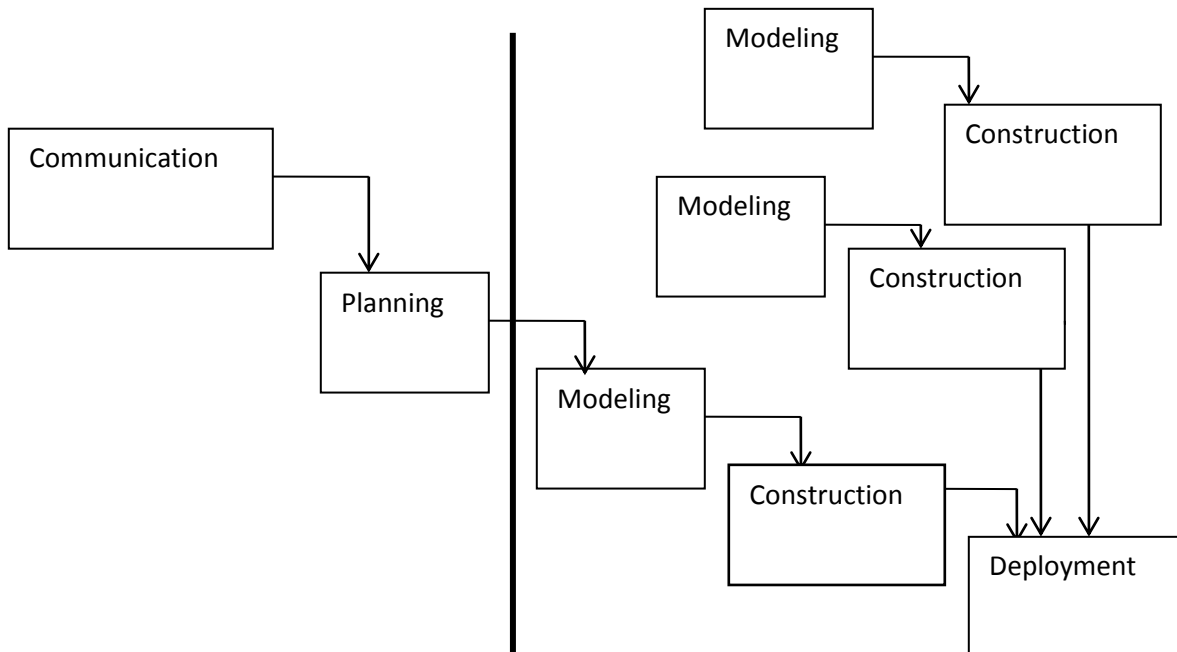 Modeling
Construction
Communication
Modeling
Construction
Planning
Modeling
Construction
Deployment